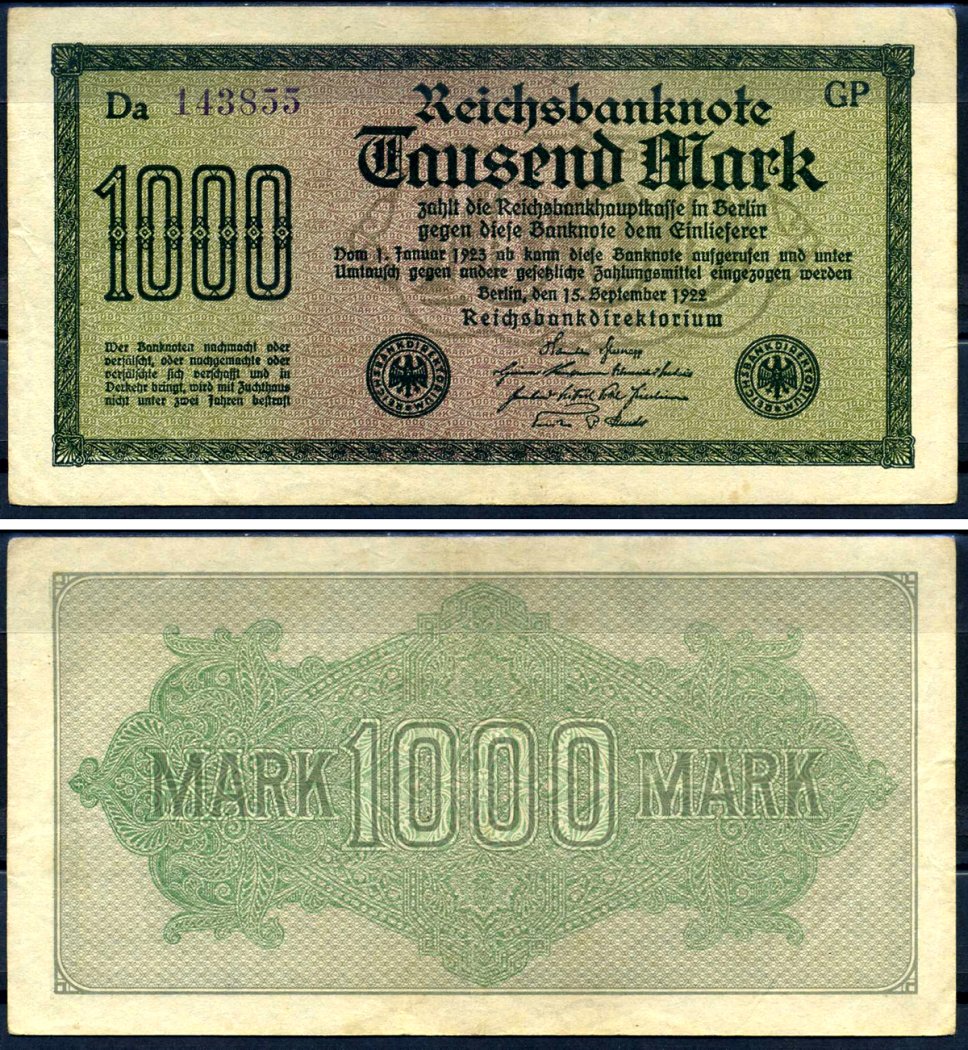 Da 143855
GP
Reichsbanknote
Tausend Mark
1000
zahlt die Reichsbankhauptkasse in Berlin
gegen diese Banknote dem Einlieferer
Vom 1. Januar 1923 ab kann diese Banknote aufgerufen und unter
Umtausch gegen andere gesetzliche Zahlungsmittel eingezogen werden
Berlin, den 15. September 1922
Reichsbankdirektorium
Wer Banknoten nachmacht oder
verfälscht, oder nachgemachte oder
verfälschte sich verschafft und in
Verkehr bringt, wird mit Zuchthaus
nicht unter zwei Jahren bestraft
REICHSBANKDIREKTORIUM
REICHSBANKDIREKTORIUM
MARK 1000 MARK